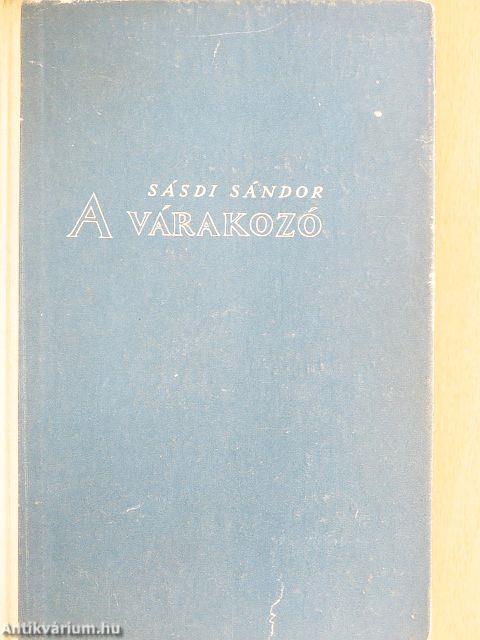 SÁSDI SÁNDOR
A VÁRAKOZÓ
Antikvárium.hu